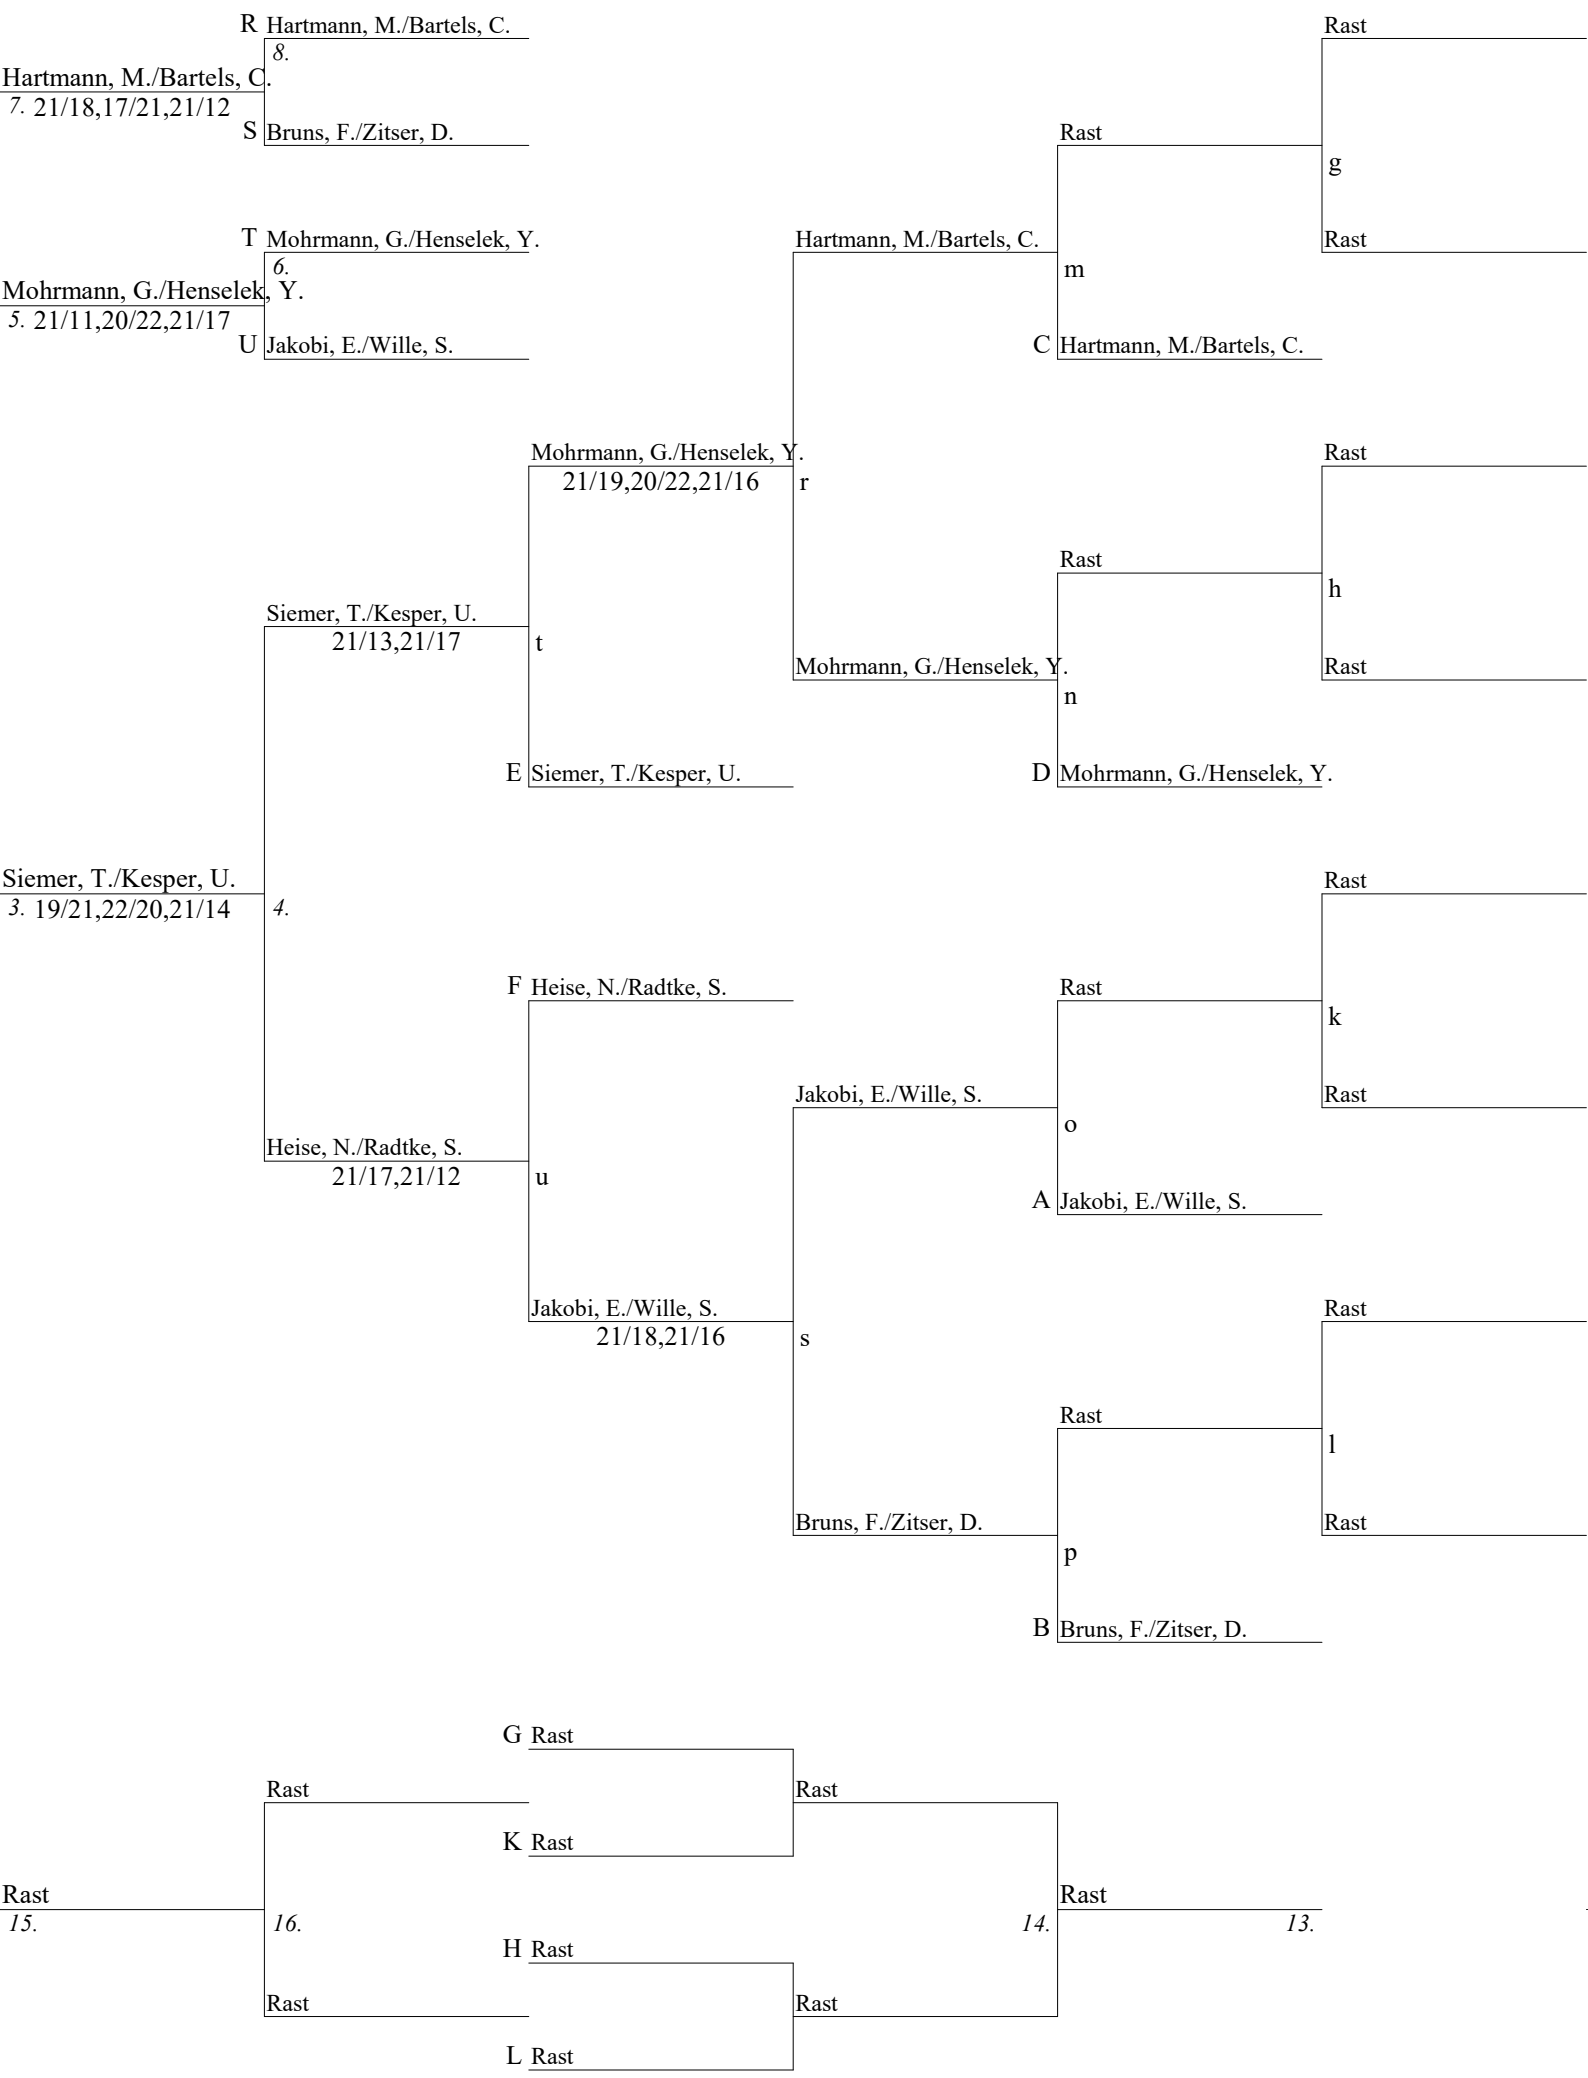 R Hartmann, M./Bartels, C.
Rast
8.
Hartmann, M./Bartels, C.
7. 21/18,17/21,21/12
S Bruns, F./Zitser, D.
Rast
g
T Mohrmann, G./Henselek, Y.
Hartmann, M./Bartels, C.
Rast
6.
m
Mohrmann, G./Henselek, Y.
5. 21/11,20/22,21/17
U Jakobi, E./Wille, S.
C Hartmann, M./Bartels, C.
Mohrmann, G./Henselek, Y.
Rast
21/19,20/22,21/16
r
Rast
h
Siemer, T./Kesper, U.
21/13,21/17
t
Mohrmann, G./Henselek, Y.
Rast
n
E Siemer, T./Kesper, U.
D Mohrmann, G./Henselek, Y.
Siemer, T./Kesper, U.
Rast
3. 19/21,22/20,21/14
4.
F Heise, N./Radtke, S.
Rast
k
Jakobi, E./Wille, S.
Rast
o
Heise, N./Radtke, S.
21/17,21/12
u
A Jakobi, E./Wille, S.
Jakobi, E./Wille, S.
Rast
21/18,21/16
s
Rast
l
Bruns, F./Zitser, D.
Rast
p
B Bruns, F./Zitser, D.
G Rast
Rast
Rast
K Rast
Rast
Rast
15.
16.
14.
13.
H Rast
Rast
Rast
L Rast